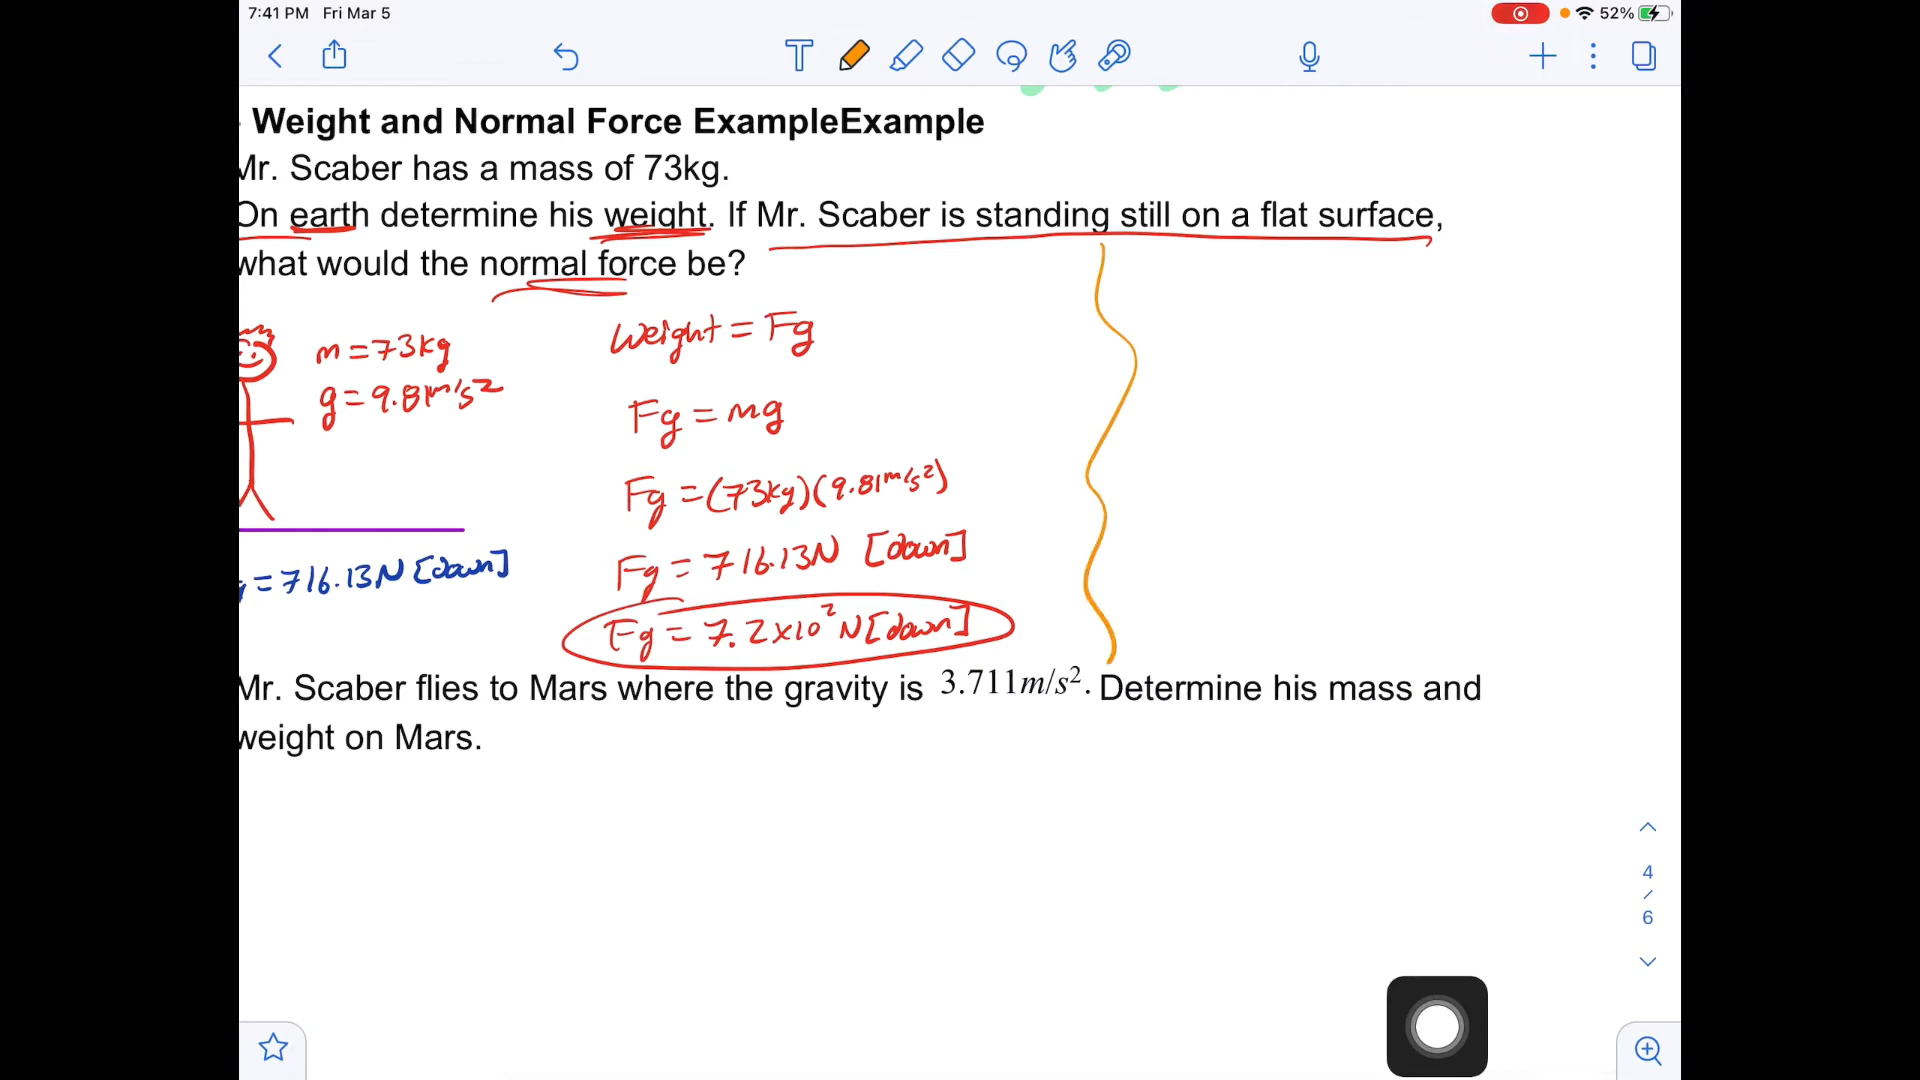 7:41 PM Fri Mar 5
52%
T
Weight and Normal Force ExampleExample
Mr. Scaber has a mass of 73kg.
On earth determine his weight. If Mr. Scaber is standing still on a flat surface,
what would the normal force be?
m = 73kg
g = 9.81m/s²
Weight = Fg
Fg = mg
Fg = (73kg)(9.81m/s²)
Fg = 716.13N [down]
Fg = 7.2x10² N [down]
= 716.13N [down]
Mr. Scaber flies to Mars where the gravity is 3.711m/s². Determine his mass and
weight on Mars.
4
/
6